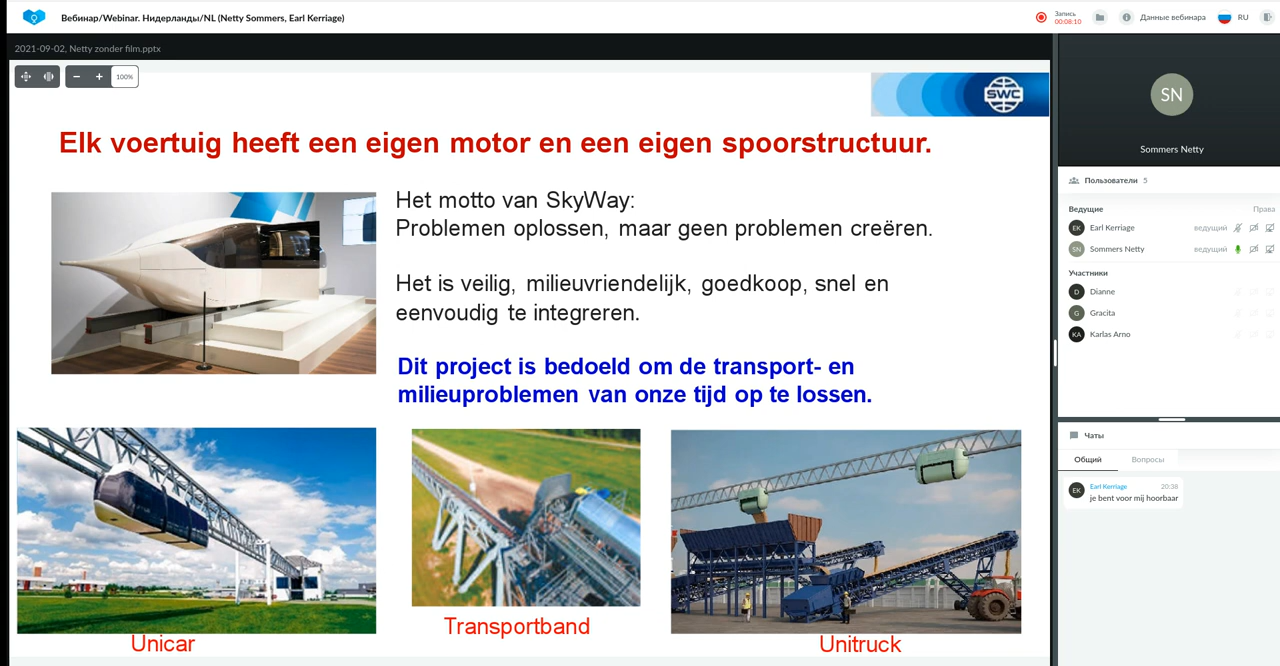 Вебинар/Webinar. Нидерланды/NL (Netty Sommers, Earl Kerriage)
Запись
00:08:10
Данные вебинара
RU
2021-09-02, Netty zonder film.pptx
100%
SWC
Elk voertuig heeft een eigen motor en een eigen spoorstructuur.
Het motto van SkyWay:
Problemen oplossen, maar geen problemen creëren.
Het is veilig, milieuvriendelijk, goedkoop, snel en
eenvoudig te integreren.
Dit project is bedoeld om de transport- en
milieuproblemen van onze tijd op te lossen.
Unicar
Transportband
Unitruck
SN
Sommers Netty
Пользователи 5
Ведущие
Права
EK Earl Kerriage ведущий
SN Sommers Netty ведущий
Участники
D Dianne
G Gracita
KA Karlas Arno
Чаты
Общий
Вопросы
EK Earl Kerriage 20:38
je bent voor mij hoorbaar